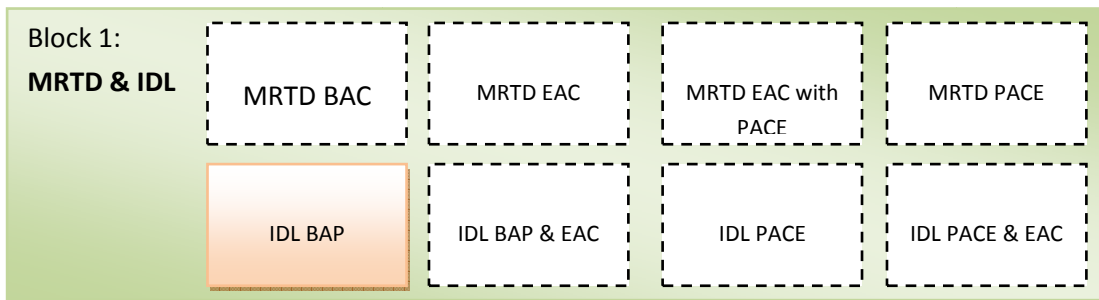 Block 1:
MRTD & IDL
MRTD BAC
MRTD EAC
MRTD EAC with
PACE
MRTD PACE
IDL BAP
IDL BAP & EAC
IDL PACE
IDL PACE & EAC